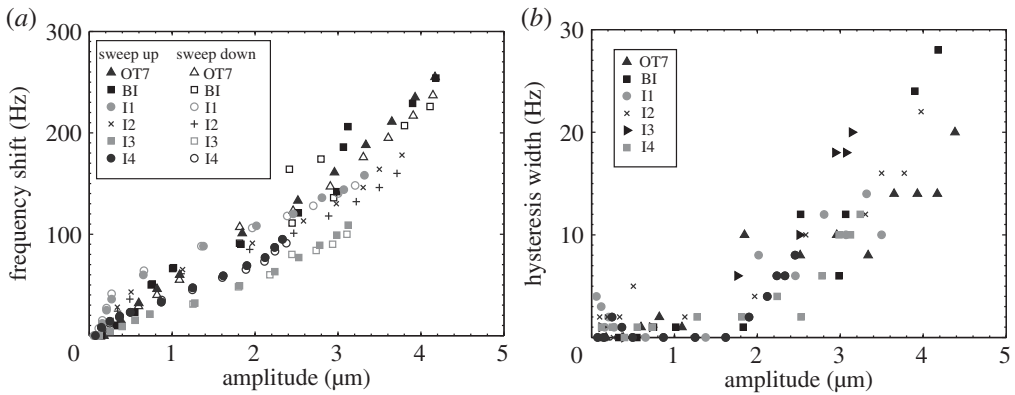 (a)
300
200
100
0
1
2
3
4
5
frequency shift (Hz)
amplitude (μm)
sweep up sweep down
OT7 OT7
BI BI
I1 I1
I2 I2
I3 I3
I4 I4
(b)
30
20
10
0
1
2
3
4
5
hysteresis width (Hz)
amplitude (μm)
OT7
BI
I1
I2
I3
I4